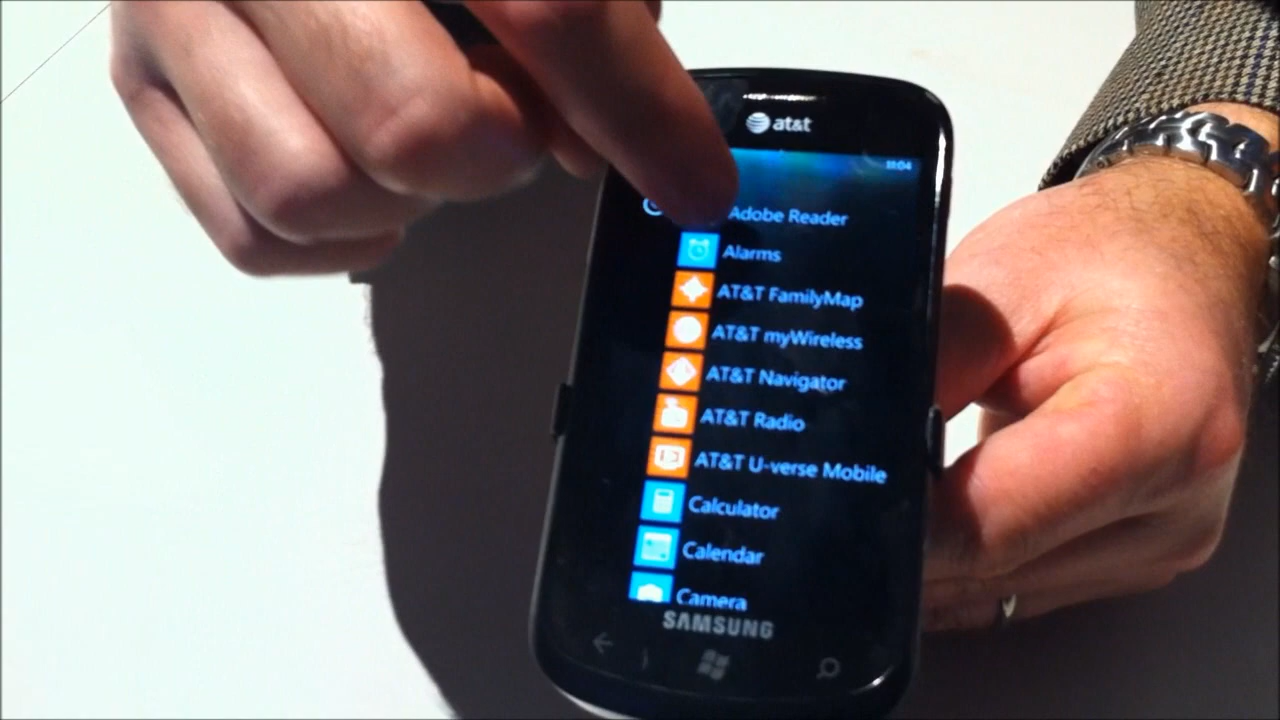 at&t
11:04
Adobe Reader
Alarms
AT&T FamilyMap
AT&T myWireless
AT&T Navigator
AT&T Radio
AT&T U-verse Mobile
Calculator
Calendar
Camera
SAMSUNG